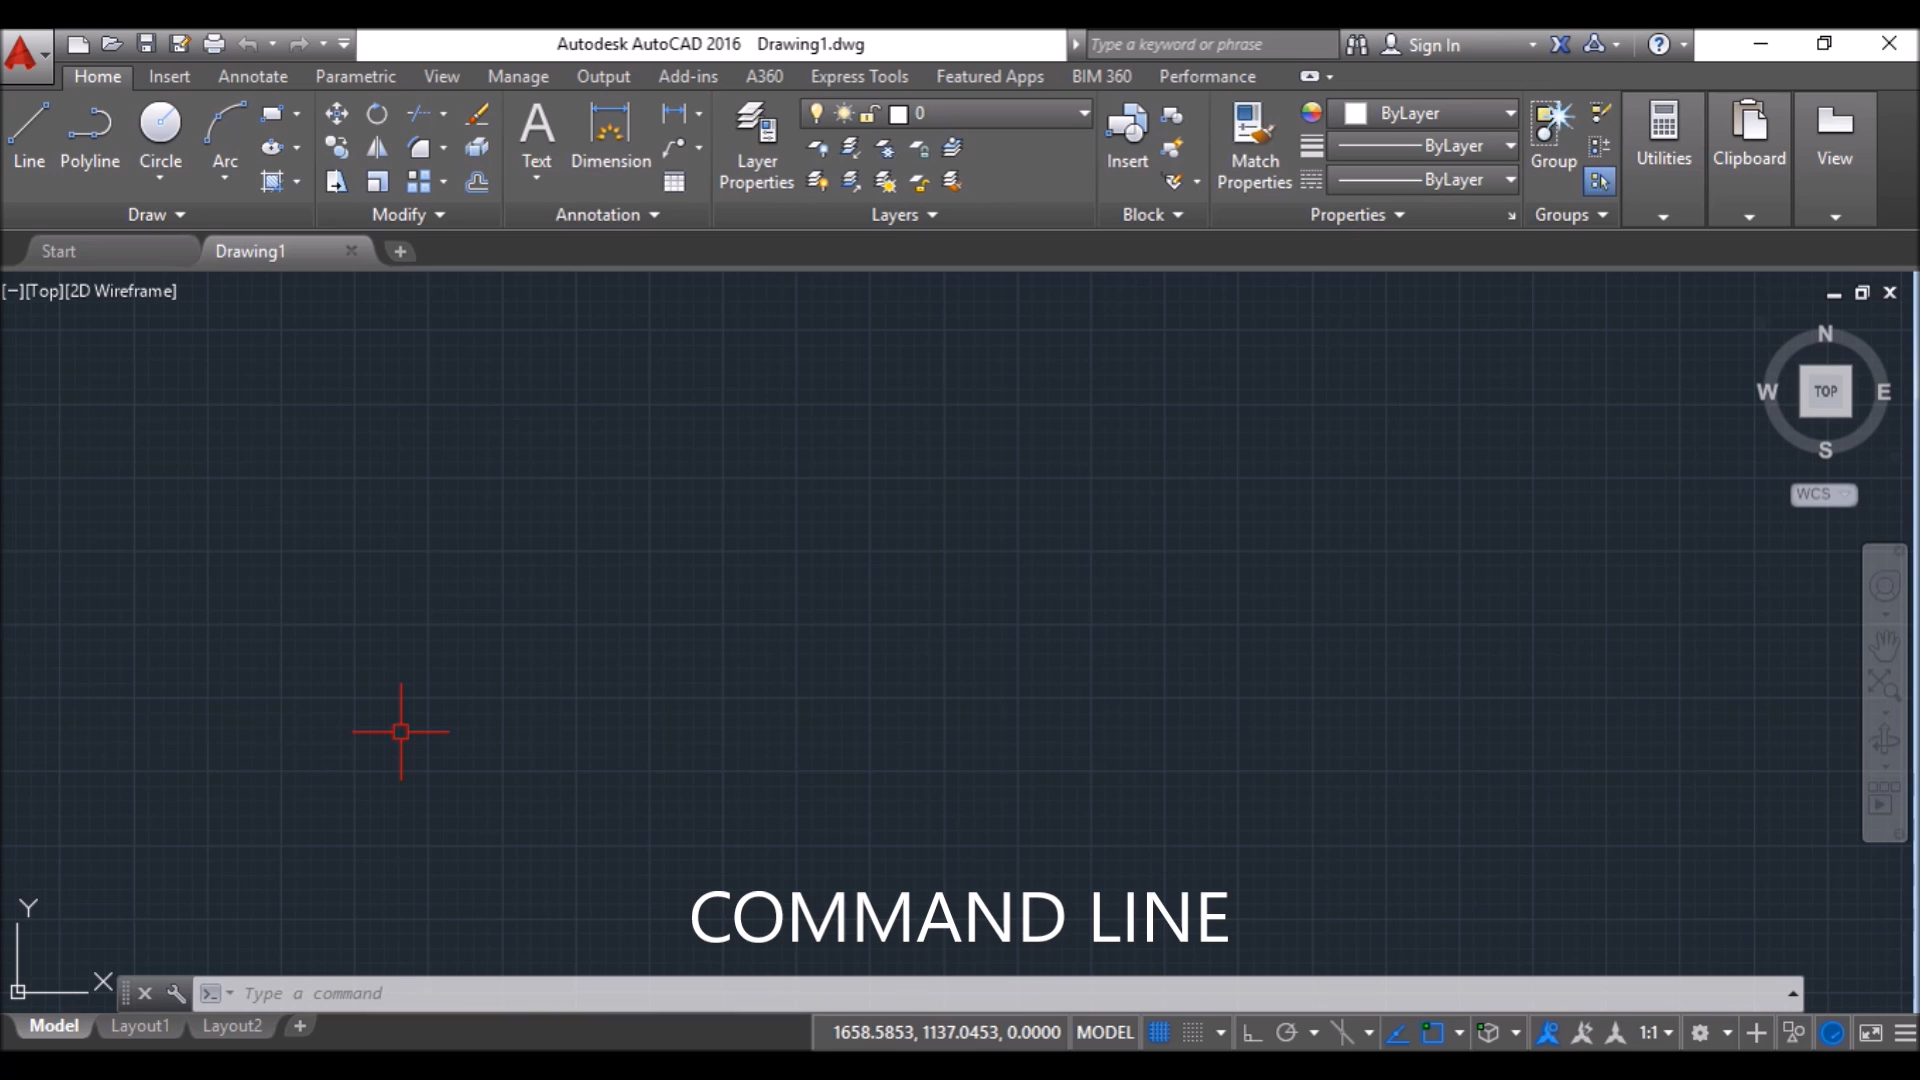 Autodesk AutoCAD 2016 Drawing1.dwg
Type a keyword or phrase
Sign In
Home Insert Annotate Parametric View Manage Output Add-ins A360 Express Tools Featured Apps BIM 360 Performance
0
ByLayer
ByLayer
ByLayer
Line Polyline Circle Arc
Text Dimension
Layer Properties
Insert
Match Properties
Group
Utilities Clipboard View
Draw Modify Annotation Layers Block Properties Groups
Start Drawing1
[−][Top][2D Wireframe]
N
W TOP E
S
WCS
COMMAND LINE
Y
X
Type a command
Model Layout1 Layout2
1658.5853, 1137.0453, 0.0000 MODEL 1:1